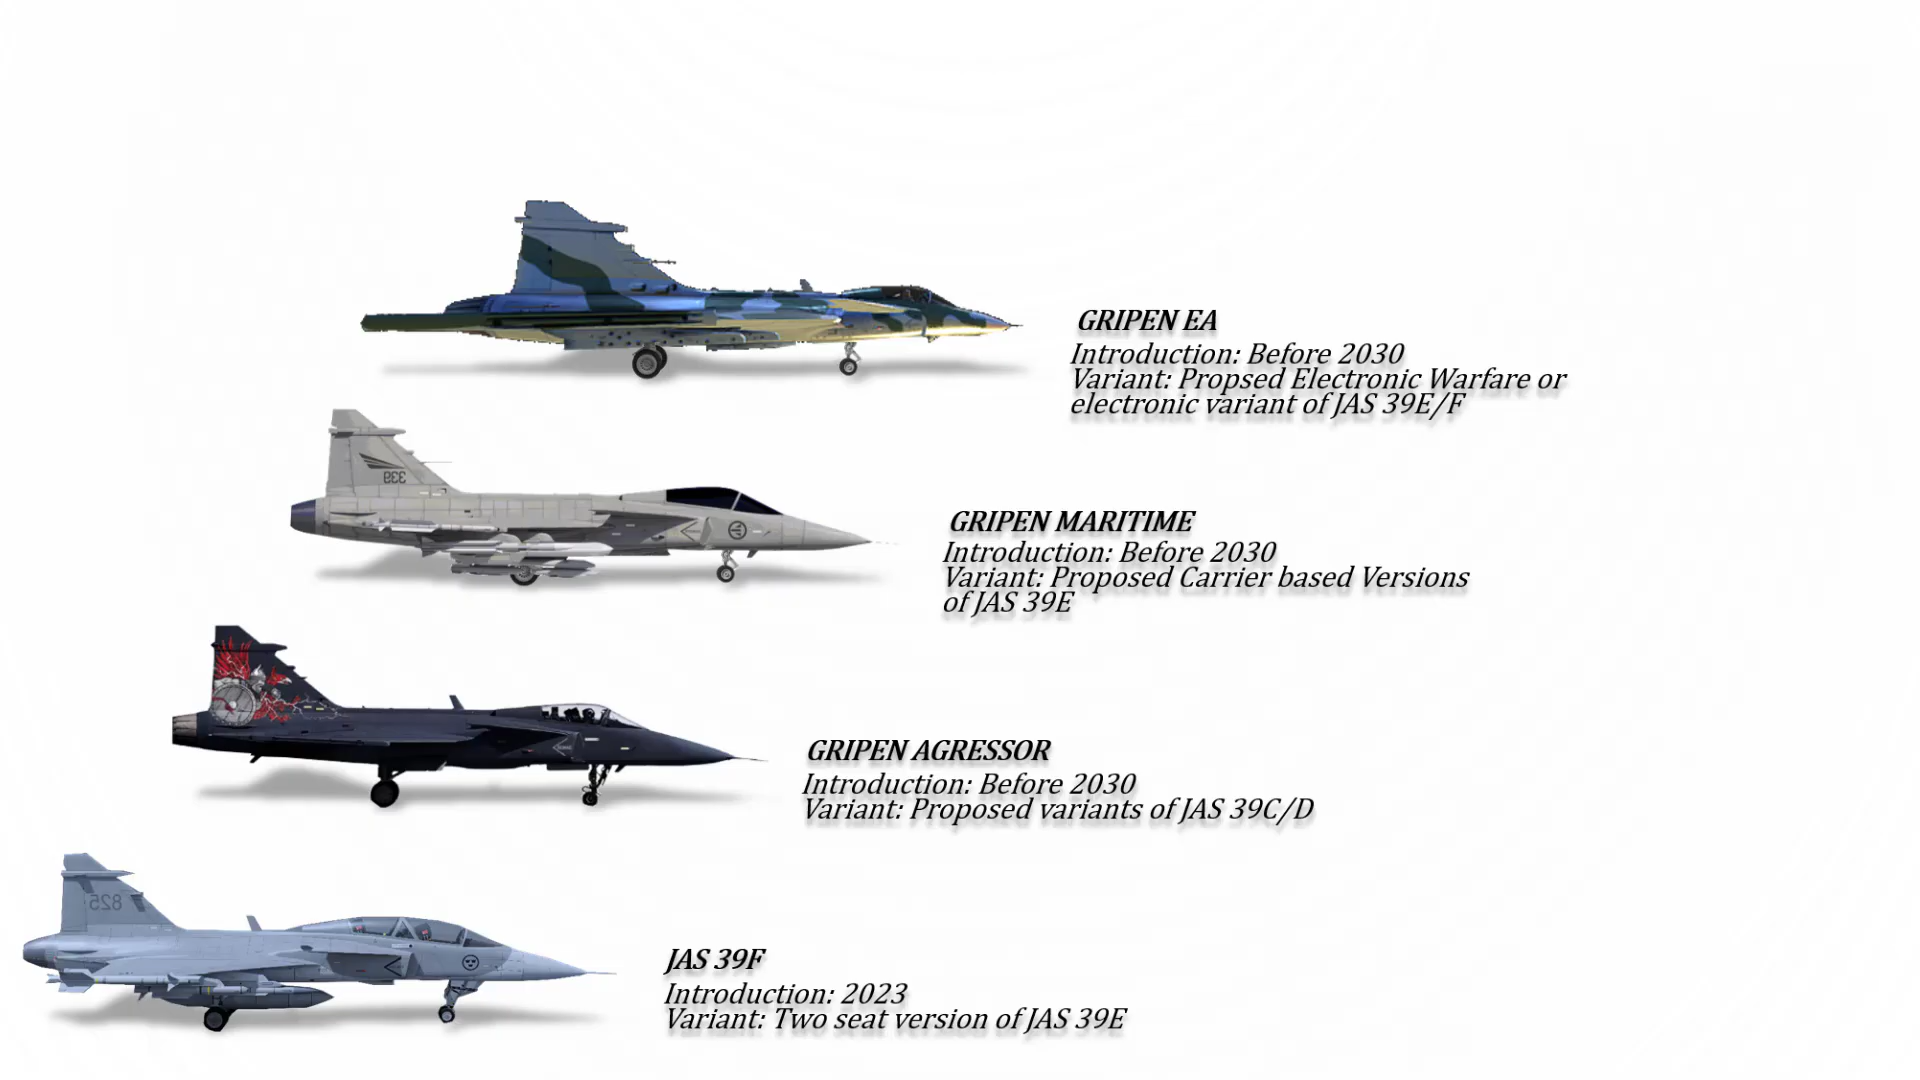 GRIPEN EA
Introduction: Before 2030
Variant: Propsed Electronic Warfare or
electronic variant of JAS 39E/F
339
GRIPEN MARITIME
Introduction: Before 2030
Variant: Proposed Carrier based Versions
of JAS 39E
GRIPEN AGRESSOR
Introduction: Before 2030
Variant: Proposed variants of JAS 39C/D
825
JAS 39F
Introduction: 2023
Variant: Two seat version of JAS 39E